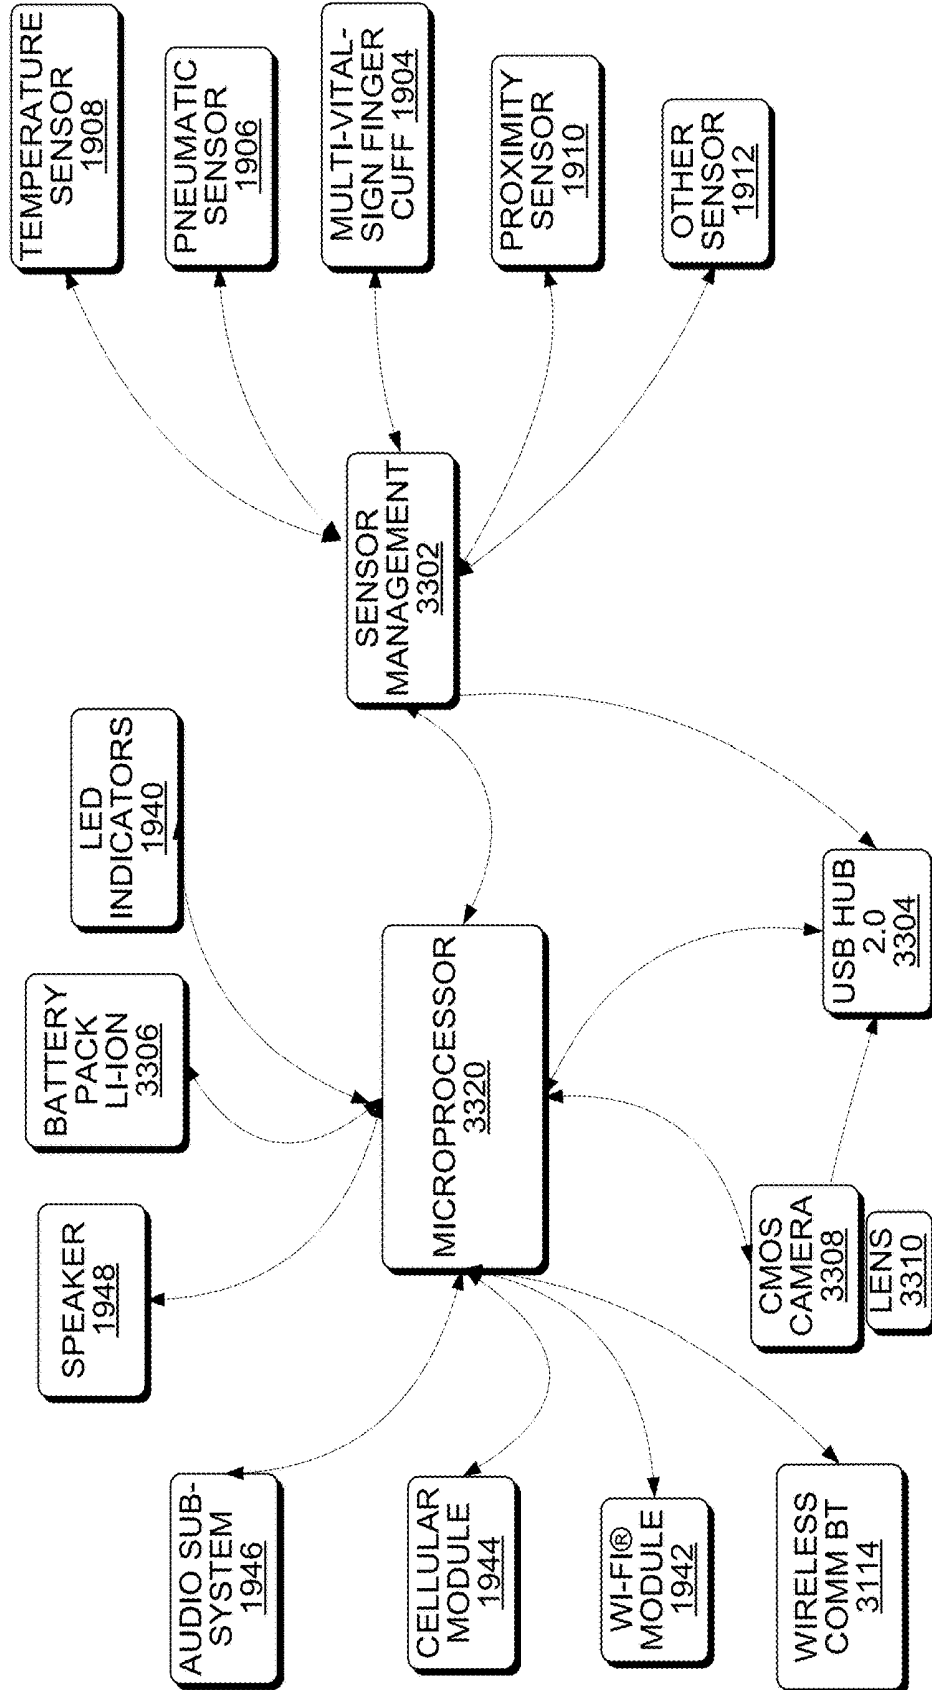 AUDIO SUB-
SYSTEM
1946
CELLULAR
MODULE
1944
WI-FI®
MODULE
1942
WIRELESS
COMM BT
3114
SPEAKER
1948
BATTERY
PACK
LI-ION
3306
LED
INDICATORS
1940
MICROPROCESSOR
3320
CMOS
CAMERA
3308
LENS
3310
USB HUB
2.0
3304
SENSOR
MANAGEMENT
3302
TEMPERATURE
SENSOR
1908
PNEUMATIC
SENSOR
1906
MULTI-VITAL-
SIGN FINGER
CUFF 1904
PROXIMITY
SENSOR
1910
OTHER
SENSOR
1912